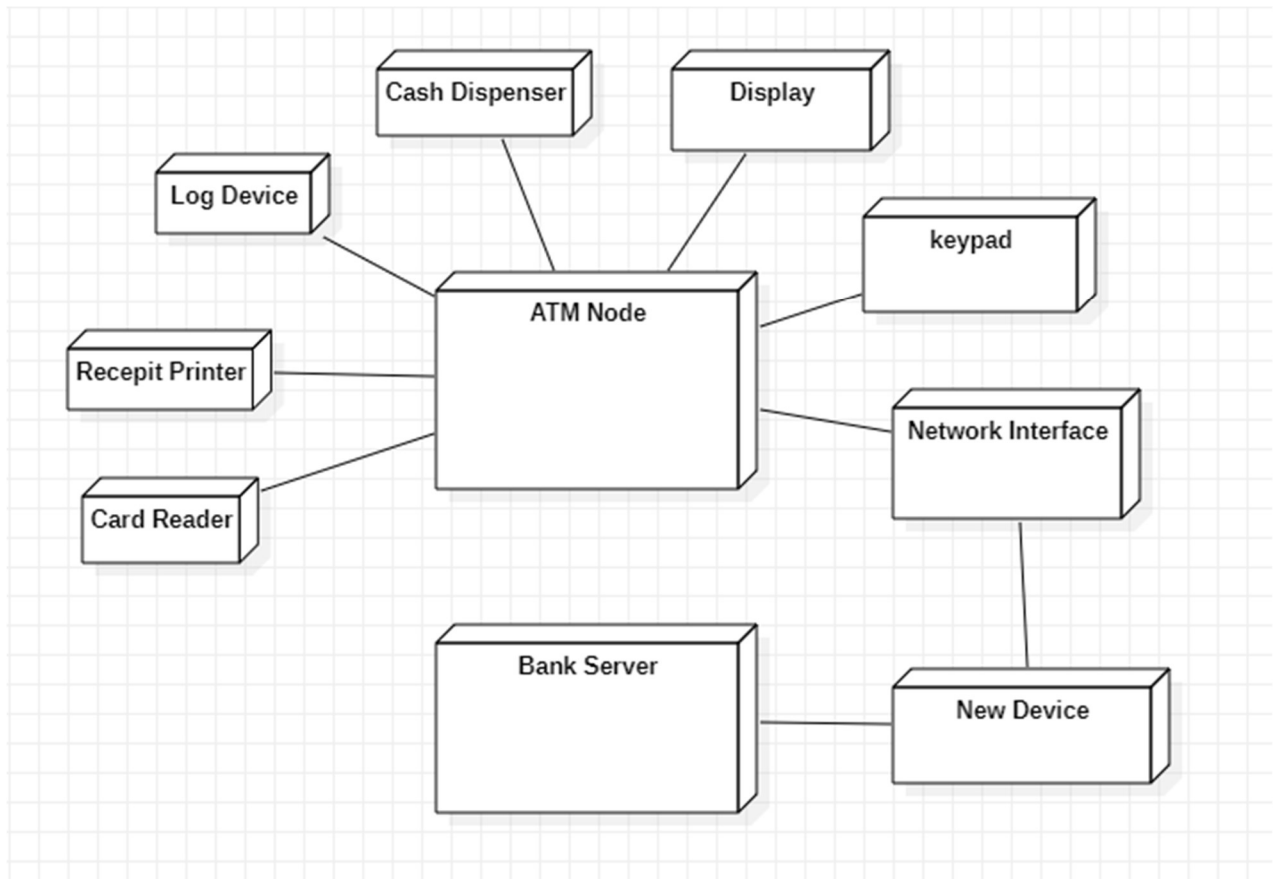 Cash Dispenser
Display
Log Device
keypad
ATM Node
Recepit Printer
Network Interface
Card Reader
Bank Server
New Device